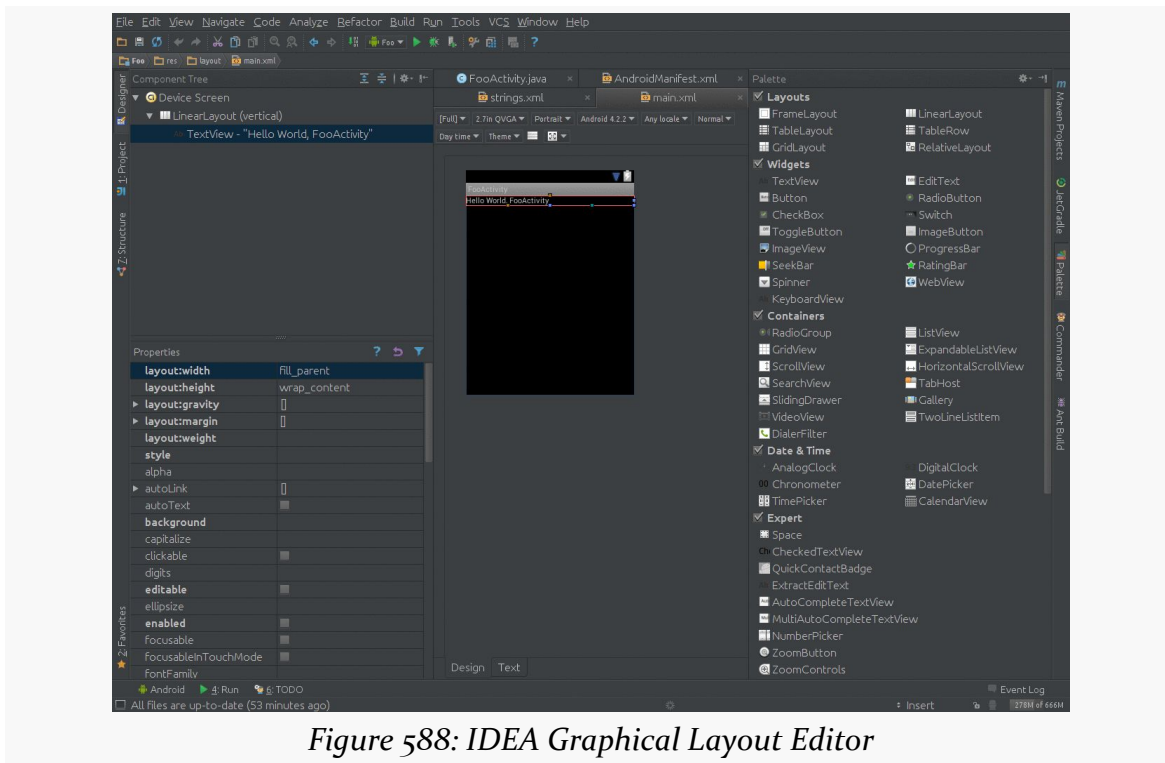 File Edit View Navigate Code Analyze Refactor Build Run Tools VCS Window Help
Foo
?
Foo res layout main.xml
Component Tree
FooActivity.java
AndroidManifest.xml
Palette
Designer
Device Screen
strings.xml
main.xml
Layouts
LinearLayout (vertical)
[Full] 2.7in QVGA Portrait Android 4.2.2 Any locale Normal
FrameLayout LinearLayout
TextView - "Hello World, FooActivity"
Day time Theme
TableLayout TableRow
GridLayout RelativeLayout
1: Project
Maven Projects
Widgets
TextView EditText
FooActivity
Button RadioButton
Hello World, FooActivity
CheckBox Switch
JetGradle
Z: Structure
ToggleButton ImageButton
ImageView ProgressBar
SeekBar RatingBar
Palette
Spinner WebView
KeyboardView
Containers
Commander
RadioGroup ListView
Properties ?
GridView ExpandableListView
layout:width fill_parent
ScrollView HorizontalScrollView
layout:height wrap_content
SearchView TabHost
layout:gravity []
SlidingDrawer Gallery
Ant Build
layout:margin []
VideoView TwoLineListItem
layout:weight
DialerFilter
style
Date & Time
alpha
AnalogClock DigitalClock
autoLink []
Chronometer DatePicker
autoText
TimePicker CalendarView
background
Expert
capitalize
Space
clickable
CheckedTextView
digits
QuickContactBadge
editable
ExtractEditText
ellipsize
AutoCompleteTextView
enabled
MultiAutoCompleteTextView
2: Favorites
focusable
NumberPicker
focusableInTouchMode
ZoomButton
fontFamily
Design Text
ZoomControls
Android 4: Run 6: TODO
Event Log
All files are up-to-date (53 minutes ago)
Insert
278M of 666M
Figure 588: IDEA Graphical Layout Editor